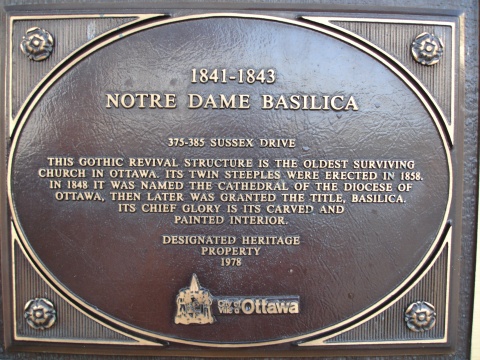 1841-1843
NOTRE DAME BASILICA
375-385 SUSSEX DRIVE
THIS GOTHIC REVIVAL STRUCTURE IS THE OLDEST SURVIVING
CHURCH IN OTTAWA. ITS TWIN STEEPLES WERE ERECTED IN 1858.
IN 1848 IT WAS NAMED THE CATHEDRAL OF THE DIOCESE OF
OTTAWA, THEN LATER WAS GRANTED THE TITLE, BASILICA.
ITS CHIEF GLORY IS ITS CARVED AND
PAINTED INTERIOR.
DESIGNATED HERITAGE
PROPERTY
1978
City of
Ville d'Ottawa